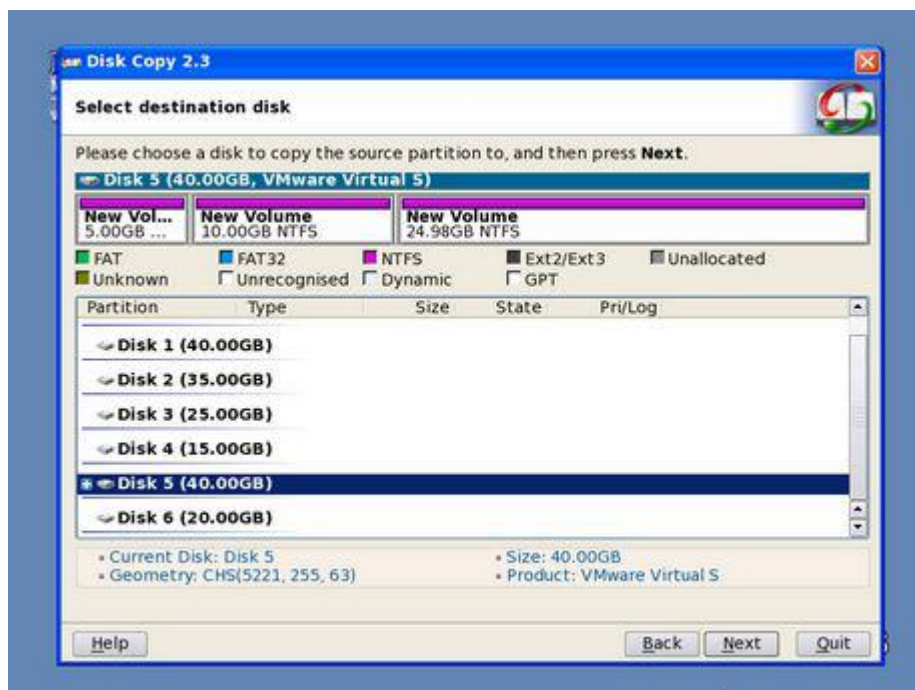 Disk Copy 2.3
Select destination disk
Please choose a disk to copy the source partition to, and then press Next.
Disk 5 (40.00GB, VMware Virtual S)
New Vol... New Volume New Volume
5.00GB ... 10.00GB NTFS 24.98GB NTFS
FAT FAT32 NTFS Ext2/Ext3 Unallocated
Unknown Unrecognised Dynamic GPT
Partition Type Size State Pri/Log
Disk 1 (40.00GB)
Disk 2 (35.00GB)
Disk 3 (25.00GB)
Disk 4 (15.00GB)
Disk 5 (40.00GB)
Disk 6 (20.00GB)
Current Disk: Disk 5 Size: 40.00GB
Geometry: CHS(5221, 255, 63) Product: VMware Virtual S
Help Back Next Quit